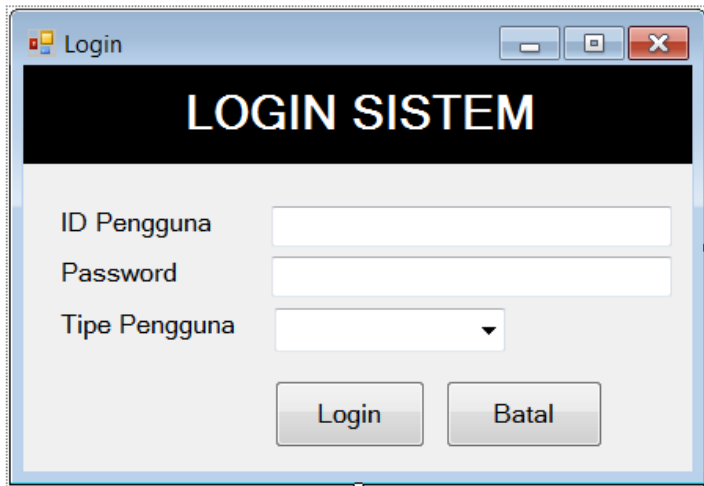 Login
LOGIN SISTEM
ID Pengguna
Password
Tipe Pengguna
Login Batal